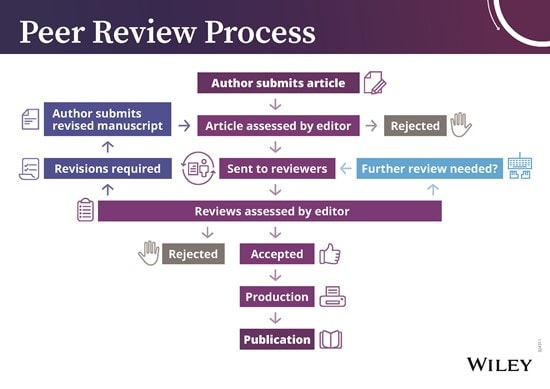 Peer Review Process
Author submits article
Author submits
revised manuscript
Article assessed by editor
Rejected
Revisions required
Sent to reviewers
Further review needed?
Reviews assessed by editor
Rejected
Accepted
Production
Publication
WILEY